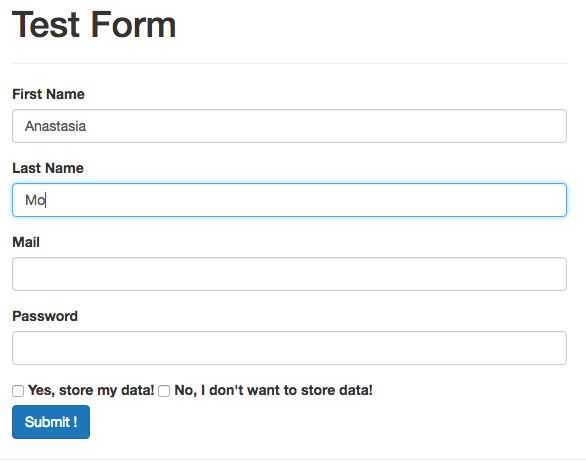 Test Form
First Name
Anastasia
Last Name
Mo
Mail
Password
Yes, store my data! No, I don't want to store data!
Submit !